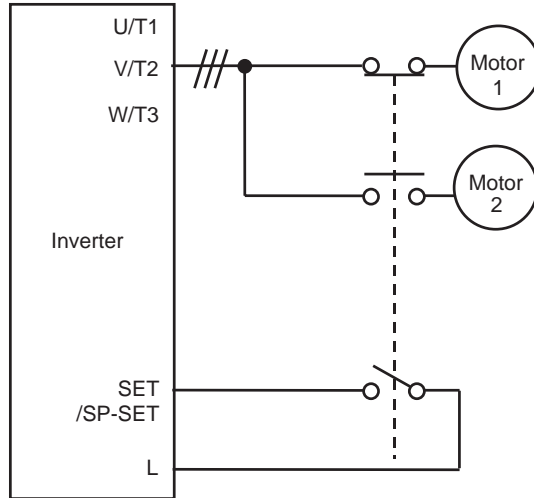 U/T1
V/T2
W/T3
Motor
1
Motor
2
Inverter
SET
/SP-SET
L